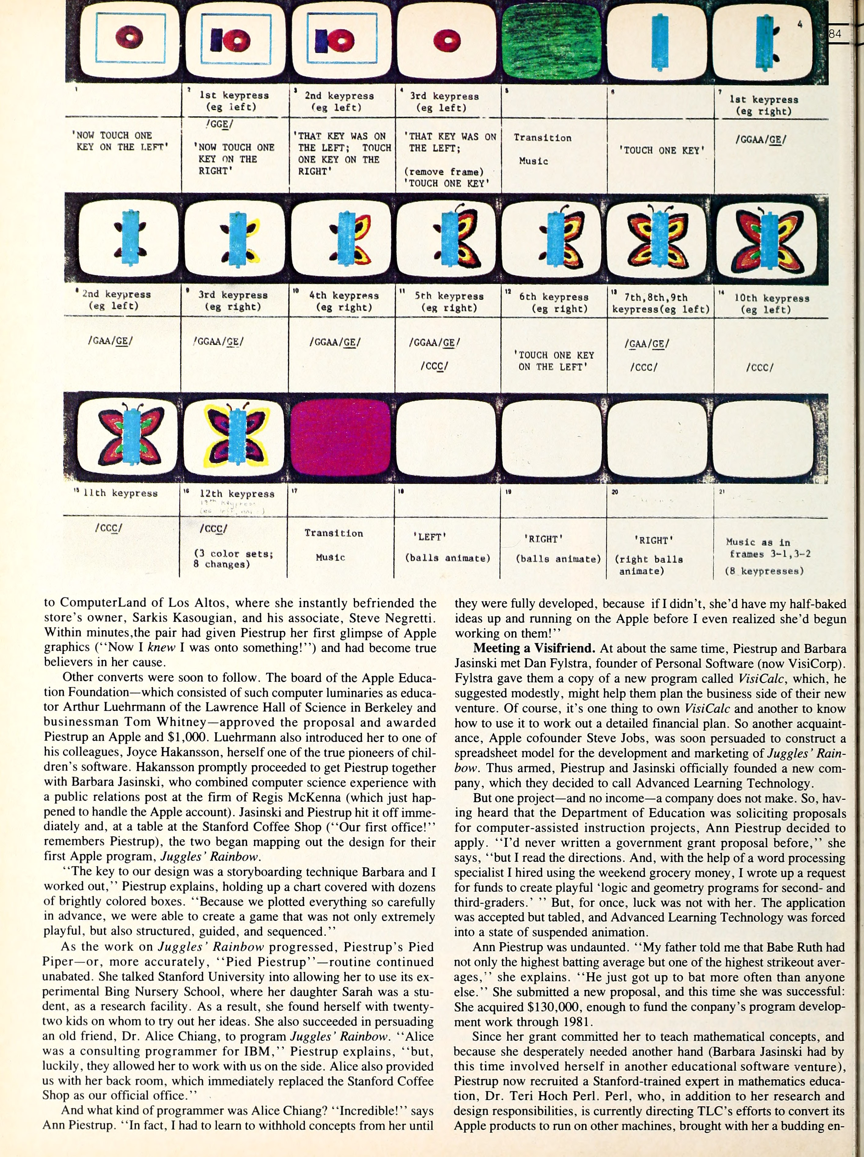 4
84
1
2
3
4
5
6
7
1st keypress
(eg left)
2nd keypress
(eg left)
3rd keypress
(eg left)
1st keypress
(eg right)
'NOW TOUCH ONE
KEY ON THE LEFT'
/GGE/
'NOW TOUCH ONE
KEY ON THE
RIGHT'
'THAT KEY WAS ON
THE LEFT; TOUCH
ONE KEY ON THE
RIGHT'
'THAT KEY WAS ON
THE LEFT;
(remove frame)
'TOUCH ONE KEY'
Transition
Music
'TOUCH ONE KEY'
/GGAA/GE/
8 2nd keypress
(eg left)
9 3rd keypress
(eg right)
10 4th keypress
(eg right)
11 5th keypress
(eg right)
12 6th keypress
(eg right)
13 7th,8th,9th
keypress(eg left)
14 10th keypress
(eg left)
/GAA/GE/
/GGAA/GE/
/GGAA/GE/
/GGAA/GE/
/CCC/
'TOUCH ONE KEY
ON THE LEFT'
/GAA/GE/
/CCC/
/CCC/
15 11th keypress
16 12th keypress
17
18
19
20
21
/CCC/
/CCC/
(3 color sets;
8 changes)
Transition
Music
'LEFT'
(balls animate)
'RIGHT'
(balls animate)
'RIGHT'
(right balls
animate)
Music as in
frames 3-1,3-2
(8 keypresses)
to ComputerLand of Los Altos, where she instantly befriended the
store's owner, Sarkis Kasougian, and his associate, Steve Negretti.
Within minutes,the pair had given Piestrup her first glimpse of Apple
graphics (“Now I knew I was onto something!”) and had become true
believers in her cause.
Other converts were soon to follow. The board of the Apple Educa-
tion Foundation—which consisted of such computer luminaries as educa-
tor Arthur Luehrmann of the Lawrence Hall of Science in Berkeley and
businessman Tom Whitney—approved the proposal and awarded
Piestrup an Apple and $1,000. Luehrmann also introduced her to one of
his colleagues, Joyce Hakansson, herself one of the true pioneers of chil-
dren's software. Hakansson promptly proceeded to get Piestrup together
with Barbara Jasinski, who combined computer science experience with
a public relations post at the firm of Regis McKenna (which just hap-
pened to handle the Apple account). Jasinski and Piestrup hit it off imme-
diately and, at a table at the Stanford Coffee Shop (“Our first office!”
remembers Piestrup), the two began mapping out the design for their
first Apple program, Juggles' Rainbow.
“The key to our design was a storyboarding technique Barbara and I
worked out,” Piestrup explains, holding up a chart covered with dozens
of brightly colored boxes. “Because we plotted everything so carefully
in advance, we were able to create a game that was not only extremely
playful, but also structured, guided, and sequenced.”
As the work on Juggles' Rainbow progressed, Piestrup's Pied
Piper—or, more accurately, “Pied Piestrup”—routine continued
unabated. She talked Stanford University into allowing her to use its ex-
perimental Bing Nursery School, where her daughter Sarah was a stu-
dent, as a research facility. As a result, she found herself with twenty-
two kids on whom to try out her ideas. She also succeeded in persuading
an old friend, Dr. Alice Chiang, to program Juggles' Rainbow. “Alice
was a consulting programmer for IBM,” Piestrup explains, “but,
luckily, they allowed her to work with us on the side. Alice also provided
us with her back room, which immediately replaced the Stanford Coffee
Shop as our official office.”
And what kind of programmer was Alice Chiang? “Incredible!” says
Ann Piestrup. “In fact, I had to learn to withhold concepts from her until
they were fully developed, because if I didn't, she'd have my half-baked
ideas up and running on the Apple before I even realized she'd begun
working on them!”
Meeting a Visifriend. At about the same time, Piestrup and Barbara
Jasinski met Dan Fylstra, founder of Personal Software (now VisiCorp).
Fylstra gave them a copy of a new program called VisiCalc, which, he
suggested modestly, might help them plan the business side of their new
venture. Of course, it's one thing to own VisiCalc and another to know
how to use it to work out a detailed financial plan. So another acquaint-
ance, Apple cofounder Steve Jobs, was soon persuaded to construct a
spreadsheet model for the development and marketing of Juggles' Rain-
bow. Thus armed, Piestrup and Jasinski officially founded a new com-
pany, which they decided to call Advanced Learning Technology.
But one project—and no income—a company does not make. So, hav-
ing heard that the Department of Education was soliciting proposals
for computer-assisted instruction projects, Ann Piestrup decided to
apply. “I'd never written a government grant proposal before,” she
says, “but I read the directions. And, with the help of a word processing
specialist I hired using the weekend grocery money, I wrote up a request
for funds to create playful ‘logic and geometry programs for second- and
third-graders.’ ” But, for once, luck was not with her. The application
was accepted but tabled, and Advanced Learning Technology was forced
into a state of suspended animation.
Ann Piestrup was undaunted. “My father told me that Babe Ruth had
not only the highest batting average but one of the highest strikeout aver-
ages,” she explains. “He just got up to bat more often than anyone
else.” She submitted a new proposal, and this time she was successful:
She acquired $130,000, enough to fund the conpany's program develop-
ment work through 1981.
Since her grant committed her to teach mathematical concepts, and
because she desperately needed another hand (Barbara Jasinski had by
this time involved herself in another educational software venture),
Piestrup now recruited a Stanford-trained expert in mathematics educa-
tion, Dr. Teri Hoch Perl. Perl, who, in addition to her research and
design responsibilities, is currently directing TLC's efforts to convert its
Apple products to run on other machines, brought with her a budding en-